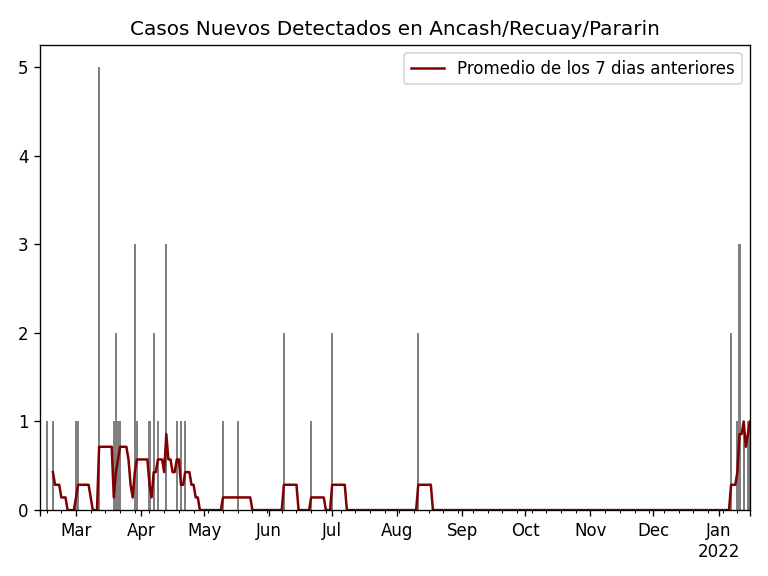 Casos Nuevos Detectados en Ancash/Recuay/Pararin
Promedio de los 7 dias anteriores
5
4
3
2
1
0
Mar Apr May Jun Jul Aug Sep Oct Nov Dec Jan
2022